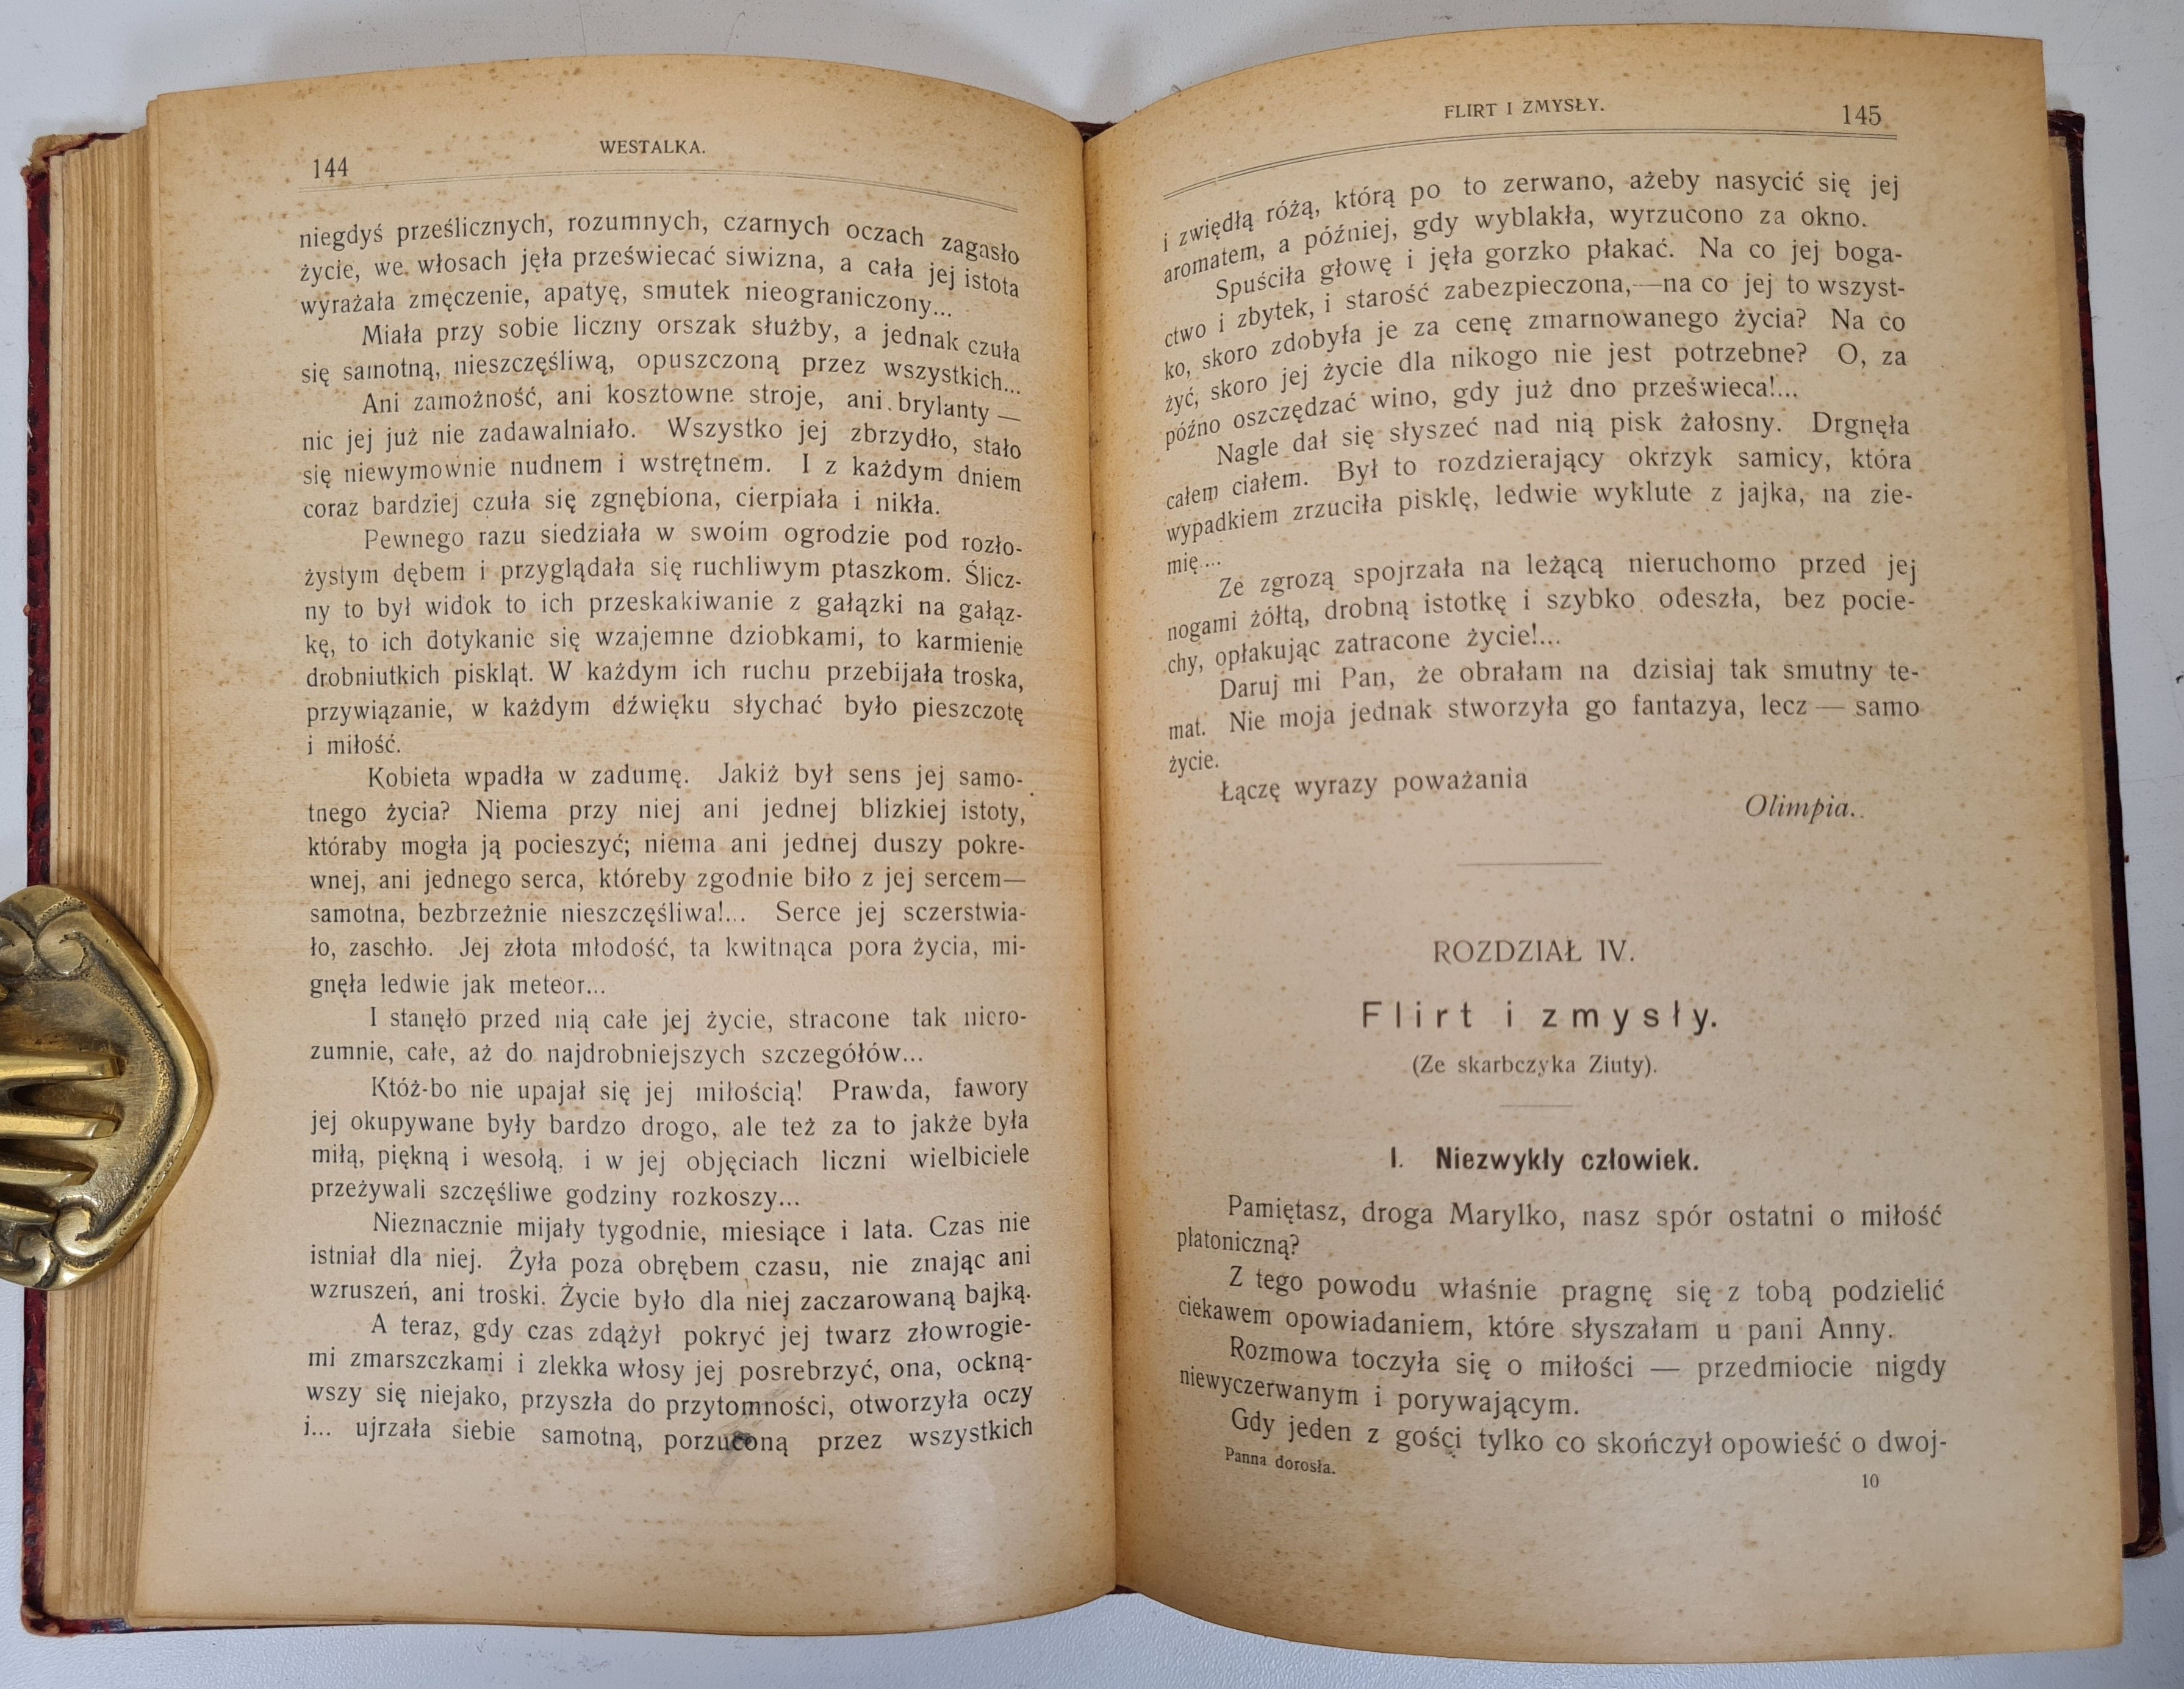 144
WESTALKA.
niegdyś prześlicznych, rozumnych, czarnych oczach zagasło
życie, we włosach jęła przeświecać siwizna, a cała jej istota
wyrażała zmęczenie, apatyę, smutek nieograniczony...
Miała przy sobie liczny orszak służby, a jednak czuła
się samotną, nieszczęśliwą, opuszczoną przez wszystkich...
Ani zamożność, ani kosztowne stroje, ani brylanty —
nic jej już nie zadawalniało. Wszystko jej zbrzydło, stało
się niewymownie nudnem i wstrętnem. I z każdym dniem
coraz bardziej czuła się zgnębiona, cierpiała i nikła.
Pewnego razu siedziała w swoim ogrodzie pod rozło-
żystym dębem i przyglądała się ruchliwym ptaszkom. Ślicz-
ny to był widok to ich przeskakiwanie z gałązki na gałąz-
kę, to ich dotykanie się wzajemne dziobkami, to karmienie
drobniutkich piskląt. W każdym ich ruchu przebijała troska,
przywiązanie, w każdym dźwięku słychać było pieszczotę
i miłość.
Kobieta wpadła w zadumę. Jakiż był sens jej samo-
tnego życia? Niema przy niej ani jednej blizkiej istoty,
któraby mogła ją pocieszyć; niema ani jednej duszy pokre-
wnej, ani jednego serca, któreby zgodnie biło z jej sercem—
samotna, bezbrzeżnie nieszczęśliwa!... Serce jej sczerstwia-
ło, zaschło. Jej złota młodość, ta kwitnąca pora życia, mi-
gnęła ledwie jak meteor...
I stanęło przed nią całe jej życie, stracone tak niero-
zumnie, całe, aż do najdrobniejszych szczegółów...
Któż-bo nie upajał się jej miłością! Prawda, fawory
jej okupywane były bardzo drogo, ale też za to jakże była
miłą, piękną i wesołą, i w jej objęciach liczni wielbiciele
przeżywali szczęśliwe godziny rozkoszy...
Nieznacznie mijały tygodnie, miesiące i lata. Czas nie
istniał dla niej. Żyła poza obrębem czasu, nie znając ani
wzruszeń, ani troski. Życie było dla niej zaczarowaną bajką.
A teraz, gdy czas zdążył pokryć jej twarz złowrogie-
mi zmarszczkami i zlekka włosy jej posrebrzyć, ona, ockną-
wszy się niejako, przyszła do przytomności, otworzyła oczy
i... ujrzała siebie samotną, porzuconą przez wszystkich
FLIRT I ZMYSŁY.
145
i zwiędłą różą, którą po to zerwano, ażeby nasycić się jej
aromatem, a później, gdy wyblakła, wyrzucono za okno.
Spuściła głowę i jęła gorzko płakać. Na co jej boga-
ctwo i zbytek, i starość zabezpieczona,—na co jej to wszyst-
ko, skoro zdobyła je za cenę zmarnowanego życia? Na co
żyć, skoro jej życie dla nikogo nie jest potrzebne? O, za
późno oszczędzać wino, gdy już dno prześwieca!...
Nagle dał się słyszeć nad nią pisk żałosny. Drgnęła
całem ciałem. Był to rozdzierający okrzyk samicy, która
wypadkiem zrzuciła pisklę, ledwie wyklute z jajka, na zie-
mię...
Ze zgrozą spojrzała na leżącą nieruchomo przed jej
nogami żółtą, drobną istotkę i szybko odeszła, bez pocie-
chy, opłakując zatracone życie!...
Daruj mi Pan, że obrałam na dzisiaj tak smutny te-
mat. Nie moja jednak stworzyła go fantazya, lecz — samo
życie.
Łączę wyrazy poważania
Olimpia.
ROZDZIAŁ IV.
Flirt i zmysły.
(Ze skarbczyka Ziuty).
I. Niezwykły człowiek.
Pamiętasz, droga Marylko, nasz spór ostatni o miłość
platoniczną?
Z tego powodu właśnie pragnę się z tobą podzielić
ciekawem opowiadaniem, które słyszałam u pani Anny.
Rozmowa toczyła się o miłości — przedmiocie nigdy
niewyczerwanym i porywającym.
Gdy jeden z gości tylko co skończył opowieść o dwoj-
Panna dorosła.
10